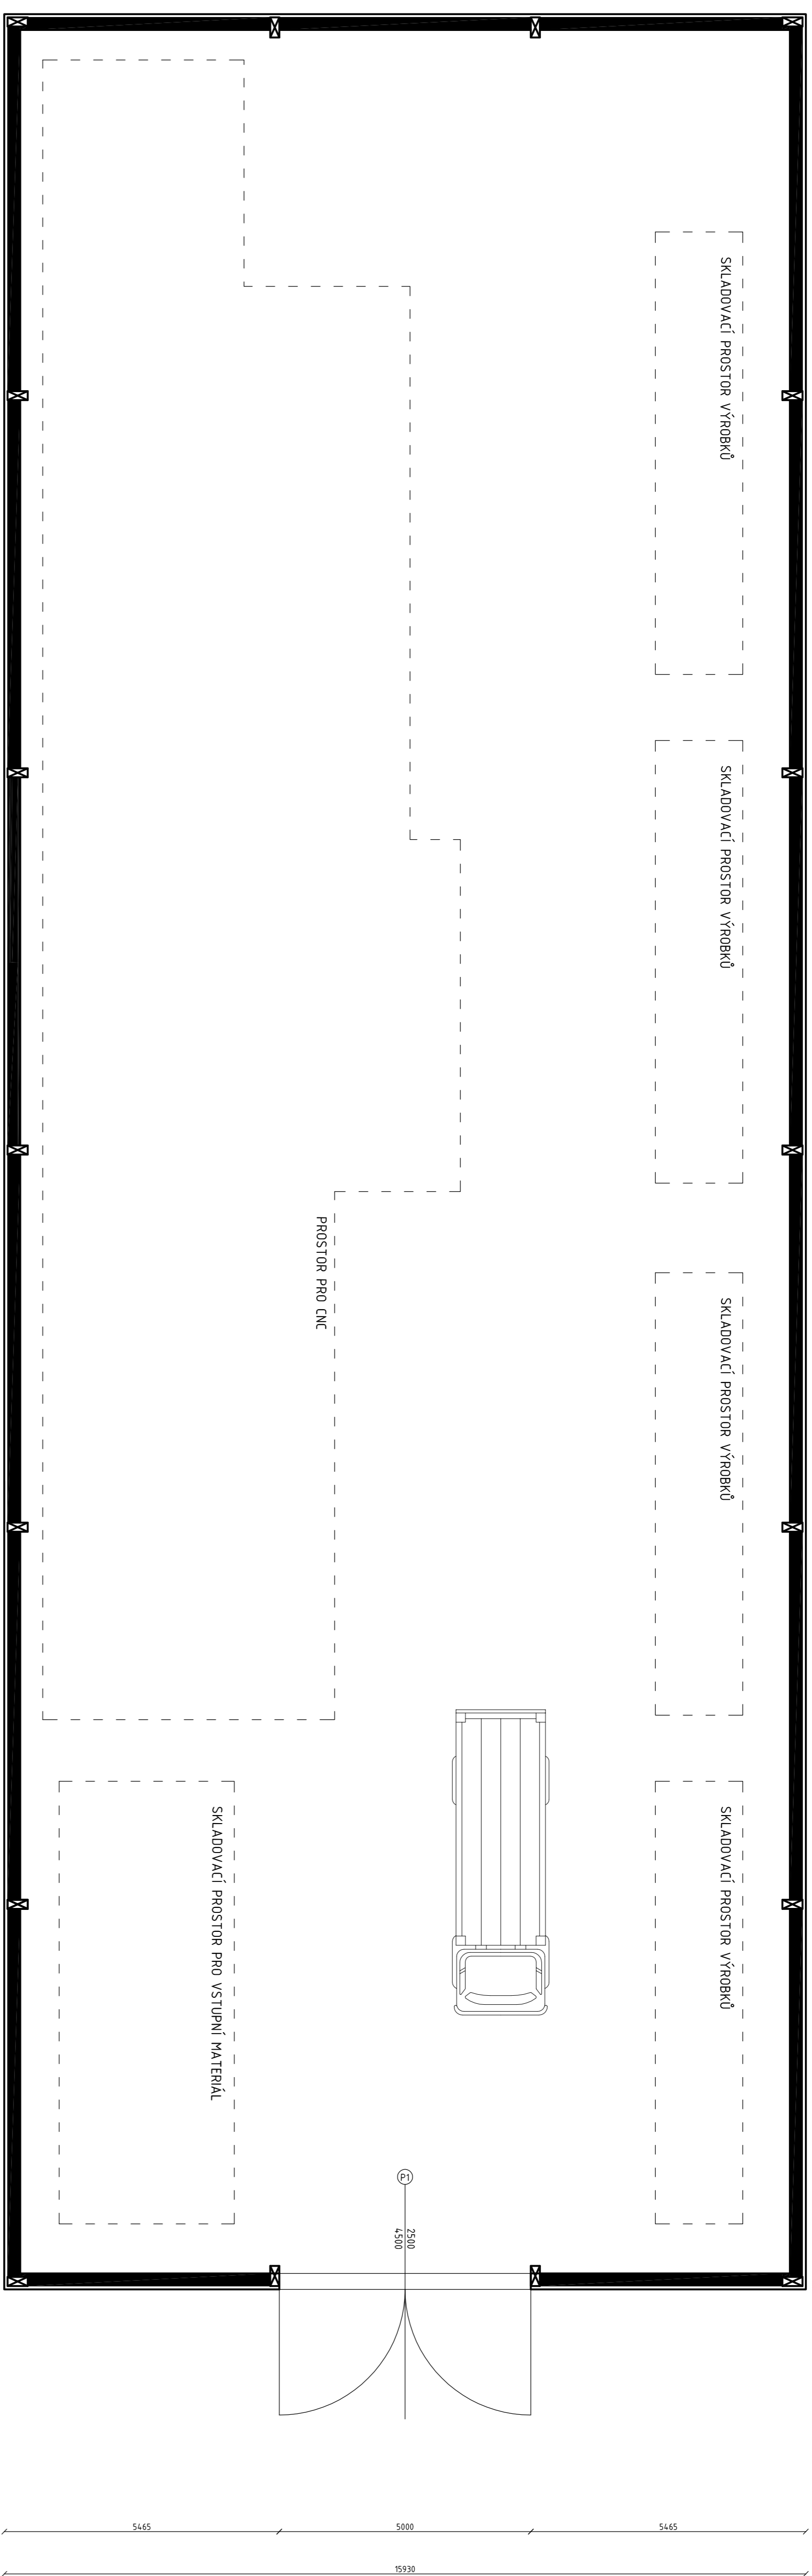 SKLADOVACÍ PROSTOR VÝROBKŮ
SKLADOVACÍ PROSTOR VÝROBKŮ
PROSTOR PRO CNC
SKLADOVACÍ PROSTOR VÝROBKŮ
SKLADOVACÍ PROSTOR PRO VSTUPNÍ MATERIÁL
SKLADOVACÍ PROSTOR VÝROBKŮ
P1
2500
4500
5465
5000
5465
15930